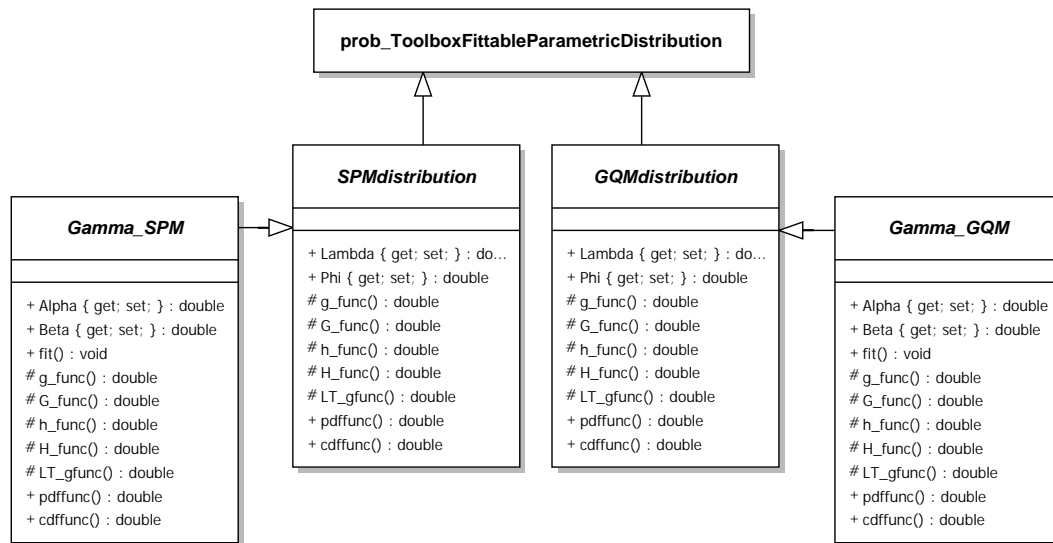 prob_ToolboxFittableParametricDistribution
SPMdistribution
+ Lambda { get; set; } : do...
+ Phi { get; set; } : double
# g_func() : double
# G_func() : double
# h_func() : double
# H_func() : double
# LT_gfunc() : double
+ pdffunc() : double
+ cdffunc() : double
GQMdistribution
+ Lambda { get; set; } : do...
+ Phi { get; set; } : double
# g_func() : double
# G_func() : double
# h_func() : double
# H_func() : double
# LT_gfunc() : double
+ pdffunc() : double
+ cdffunc() : double
Gamma_SPM
+ Alpha { get; set; } : double
+ Beta { get; set; } : double
+ fit() : void
# g_func() : double
# G_func() : double
# h_func() : double
# H_func() : double
# LT_gfunc() : double
+ pdffunc() : double
+ cdffunc() : double
Gamma_GQM
+ Alpha { get; set; } : double
+ Beta { get; set; } : double
+ fit() : void
# g_func() : double
# G_func() : double
# h_func() : double
# H_func() : double
# LT_gfunc() : double
+ pdffunc() : double
+ cdffunc() : double